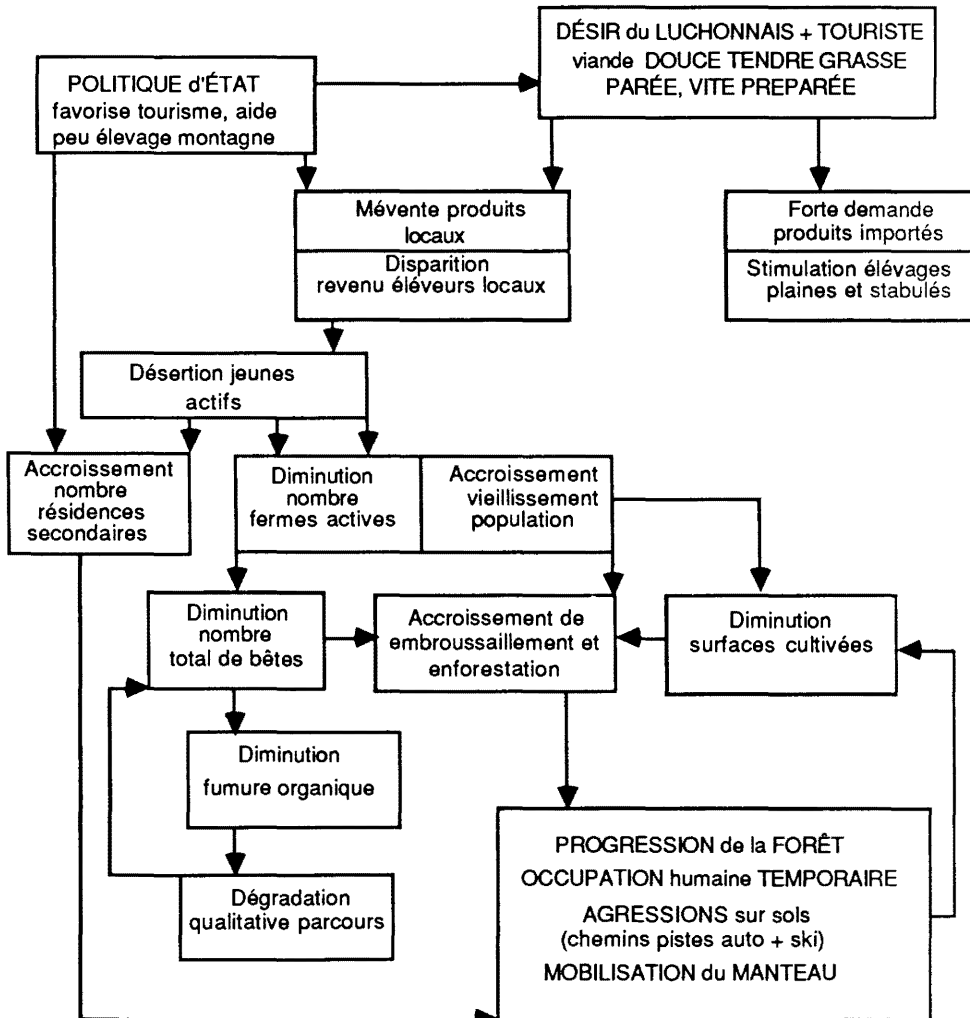 DÉSIR du LUCHONNAIS + TOURISTE
viande DOUCE TENDRE GRASSE
PARÉE, VITE PREPARÉE
POLITIQUE d'ÉTAT
favorise tourisme, aide
peu élevage montagne
Mévente produits
locaux
Disparition
revenu éléveurs locaux
Forte demande
produits importés
Stimulation élévages
plaines et stabulés
Désertion jeunes
actifs
Accroissement
nombre
résidences
secondaires
Diminution
nombre
fermes actives
Accroissement
vieillissement
population
Diminution
nombre
total de bêtes
Accroissement de
embroussaillement et
enforestation
Diminution
surfaces cultivées
Diminution
fumure organique
Dégradation
qualitative parcours
PROGRESSION de la FORÊT
OCCUPATION humaine TEMPORAIRE
AGRESSIONS sur sols
(chemins pistes auto + ski)
MOBILISATION du MANTEAU